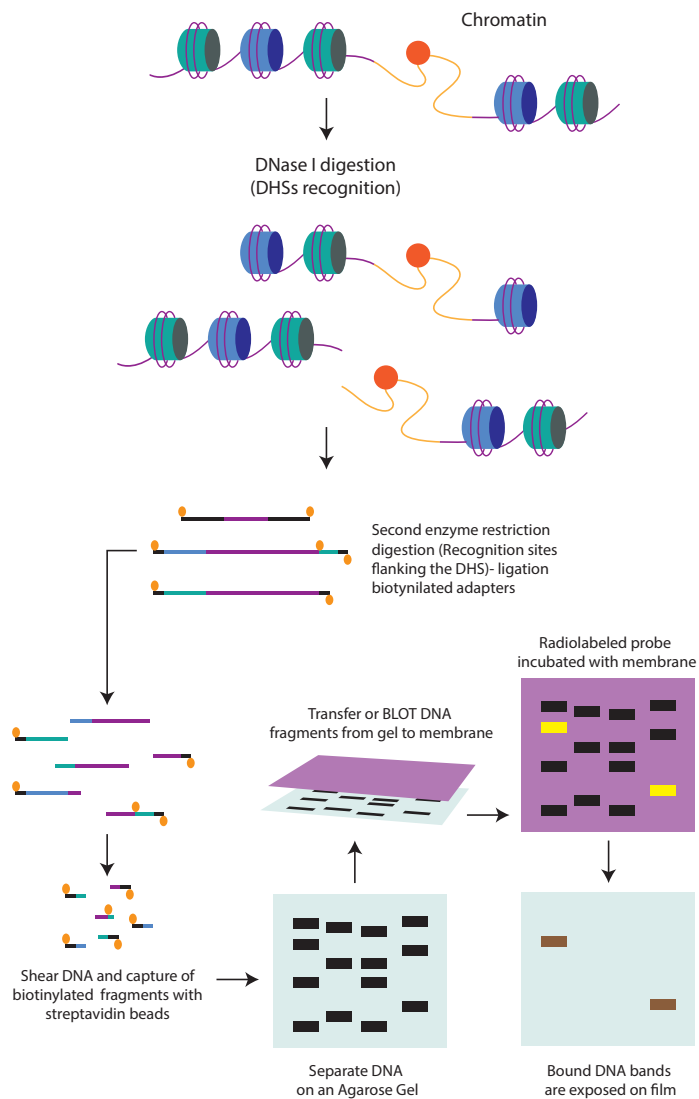 Chromatin
DNase I digestion
(DHSs recognition)
Second enzyme restriction
digestion (Recognition sites
flanking the DHS)- ligation
biotynilated adapters
Radiolabeled probe
incubated with membrane
Transfer or BLOT DNA
fragments from gel to membrane
Shear DNA and capture of
biotinylated fragments with
streptavidin beads
Separate DNA
on an Agarose Gel
Bound DNA bands
are exposed on film